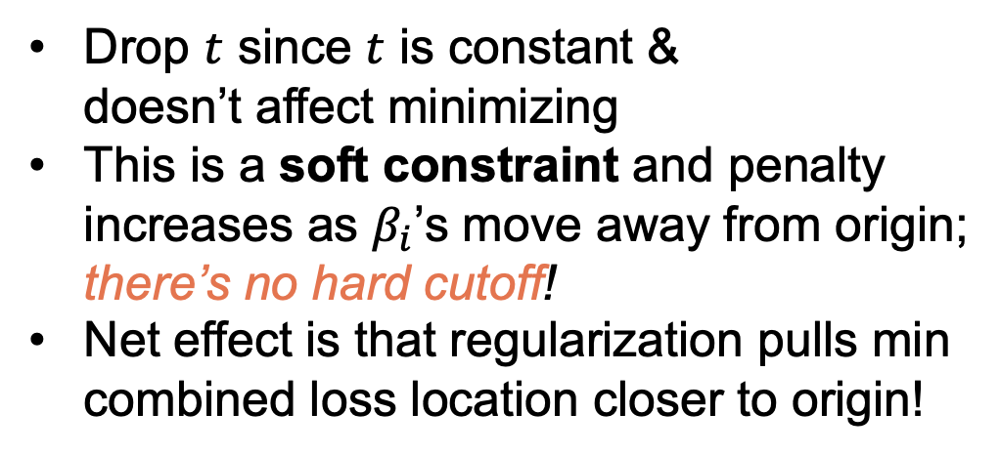 • Drop 𝑡 since 𝑡 is constant &
doesn’t affect minimizing
• This is a soft constraint and penalty
increases as 𝛽ᵢ’s move away from origin;
there’s no hard cutoff!
• Net effect is that regularization pulls min
combined loss location closer to origin!